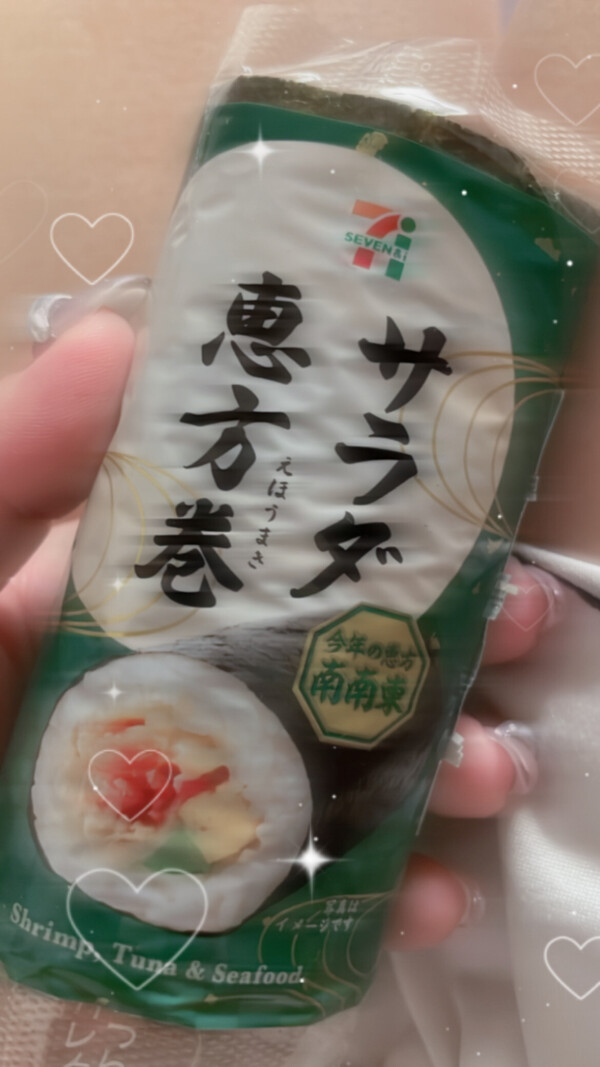 SEVEN&i
サラダ
恵方巻
えほうまき
今年の恵方
南南東
写真は
イメージです
Shrimp, Tuna & Seafood